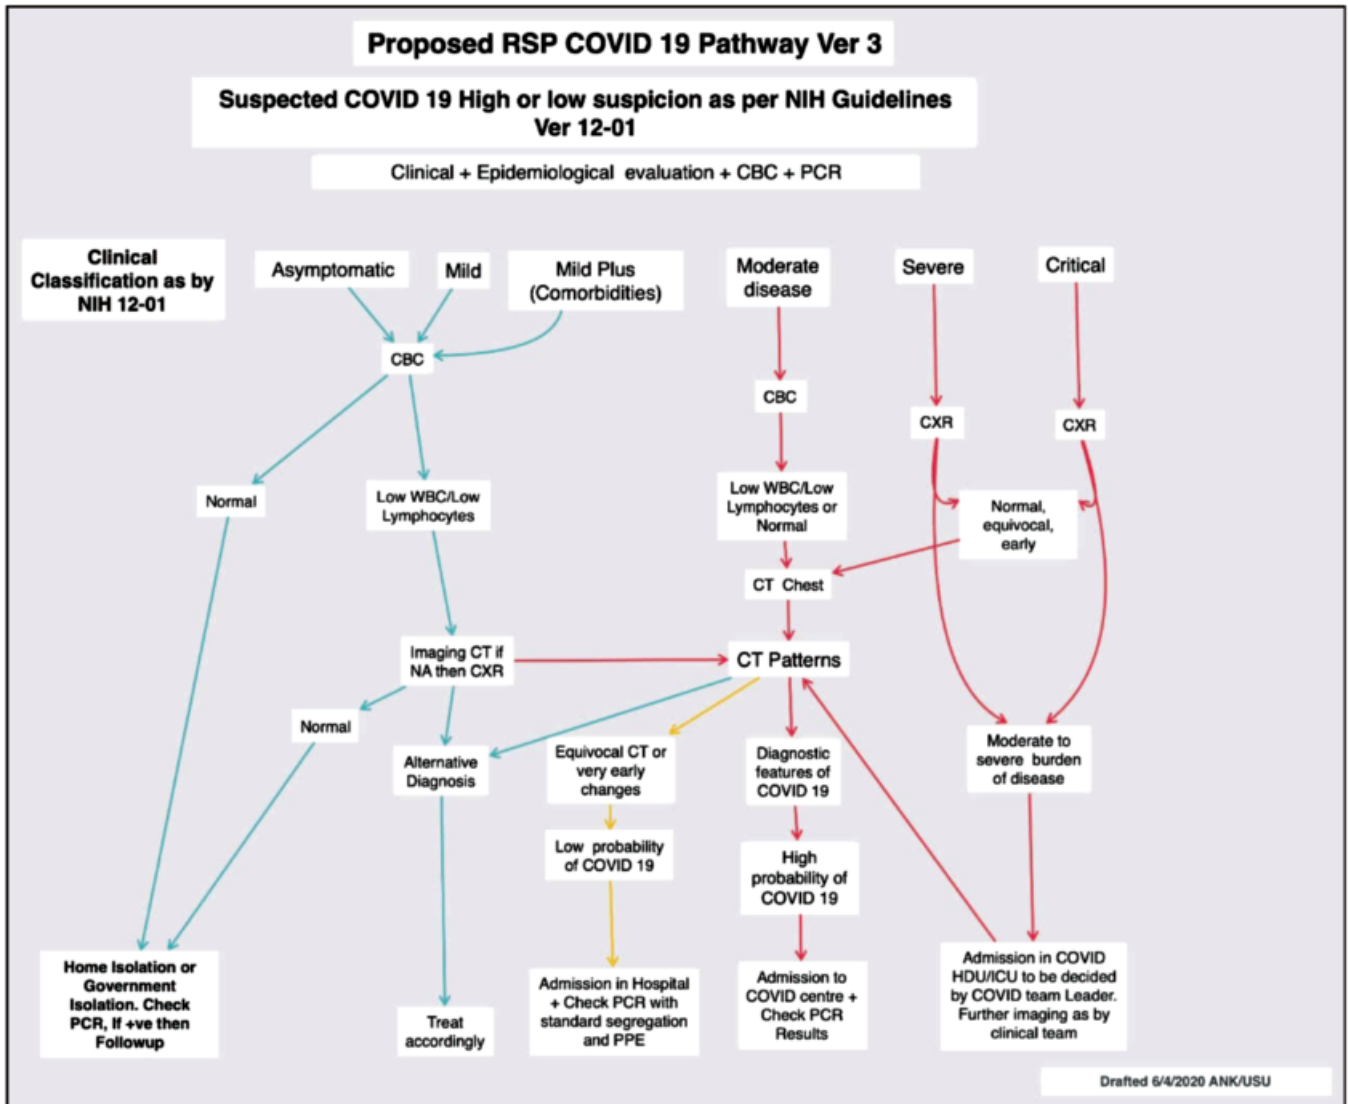 Proposed RSP COVID 19 Pathway Ver 3
Suspected COVID 19 High or low suspicion as per NIH Guidelines
Ver 12-01
Clinical + Epidemiological evaluation + CBC + PCR
Clinical
Classification as by
NIH 12-01
Asymptomatic
Mild
Mild Plus
(Comorbidities)
Moderate
disease
Severe
Critical
CBC
CBC
CXR
CXR
Normal
Low WBC/Low
Lymphocytes
Low WBC/Low
Lymphocytes or
Normal
Normal,
equivocal,
early
CT Chest
Imaging CT if
NA then CXR
CT Patterns
Normal
Alternative
Diagnosis
Equivocal CT or
very early
changes
Diagnostic
features of
COVID 19
Moderate to
severe burden
of disease
Low probability
of COVID 19
High
probability of
COVID 19
Home Isolation or
Government
Isolation. Check
PCR, If +ve then
Followup
Treat
accordingly
Admission in Hospital
+ Check PCR with
standard segregation
and PPE
Admission to
COVID centre +
Check PCR
Results
Admission in COVID
HDU/ICU to be decided
by COVID team Leader.
Further imaging as by
clinical team
Drafted 6/4/2020 ANK/USU